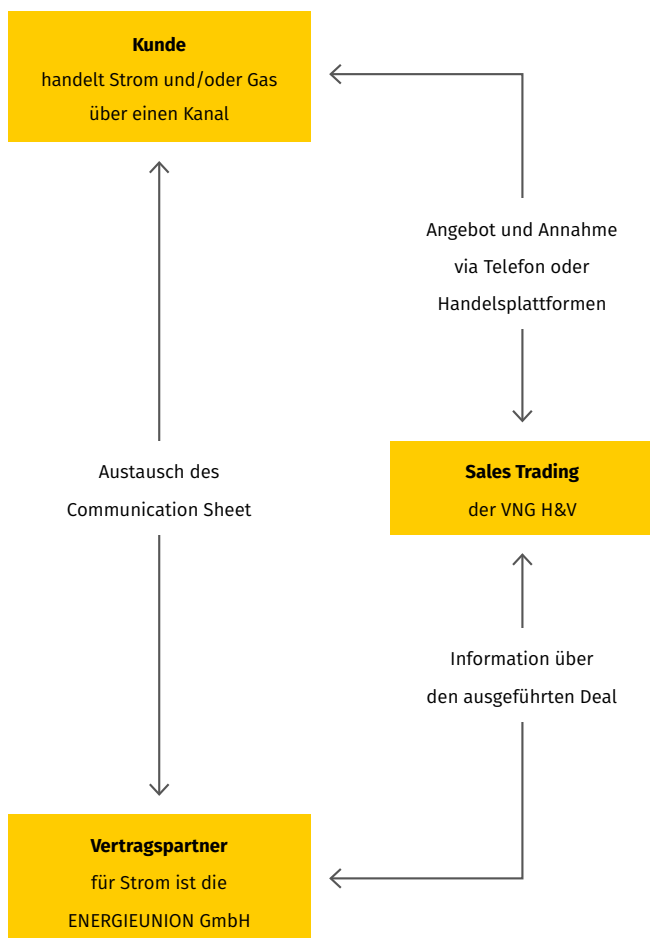 Kunde
handelt Strom und/oder Gas
über einen Kanal
Angebot und Annahme
via Telefon oder
Handelsplattformen
Austausch des
Communication Sheet
Sales Trading
der VNG H&V
Information über
den ausgeführten Deal
Vertragspartner
für Strom ist die
ENERGIEUNION GmbH